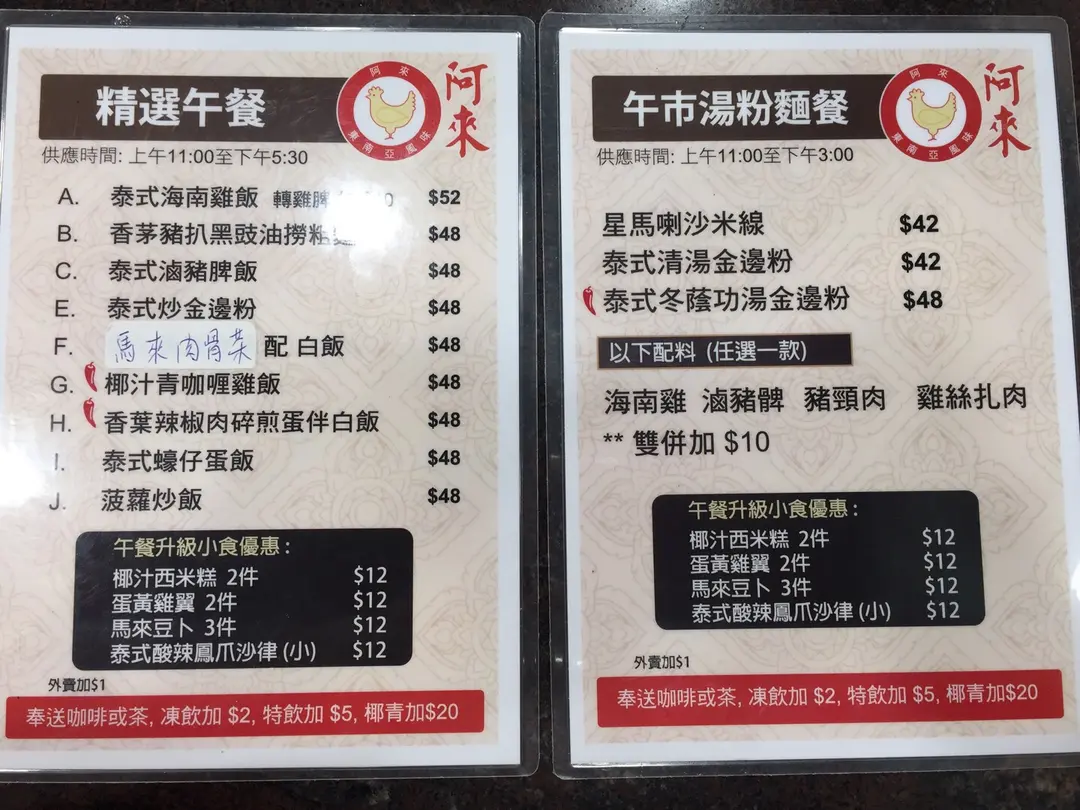 精選午餐
阿來
東南亞風味
阿來
供應時間: 上午11:00至下午5:30
A. 泰式海南雞飯 轉雞 $52
B. 香茅豬扒黑豉油撈粗 $48
C. 泰式滷豬脾飯 $48
E. 泰式炒金邊粉 $48
F. 馬來肉骨茶 配 白飯 $48
G. 椰汁青咖喱雞飯 $48
H. 香葉辣椒肉碎煎蛋伴白飯 $48
I. 泰式蠔仔蛋飯 $48
J. 菠蘿炒飯 $48
午餐升級小食優惠:
椰汁西米糕 2件 $12
蛋黃雞翼 2件 $12
馬來豆卜 3件 $12
泰式酸辣鳳爪沙律 (小) $12
外賣加$1
奉送咖啡或茶, 凍飲加 $2, 特飲加 $5, 椰青加$20
午市湯粉麵餐
阿來
東南亞風味
阿來
供應時間: 上午11:00至下午3:00
星馬喇沙米線 $42
泰式清湯金邊粉 $42
泰式冬蔭功湯金邊粉 $48
以下配料 (任選一款)
海南雞 滷豬髀 豬頸肉 雞絲扎肉
** 雙併加 $10
午餐升級小食優惠:
椰汁西米糕 2件 $12
蛋黃雞翼 2件 $12
馬來豆卜 3件 $12
泰式酸辣鳳爪沙律 (小) $12
外賣加$1
奉送咖啡或茶, 凍飲加 $2, 特飲加 $5, 椰青加$20